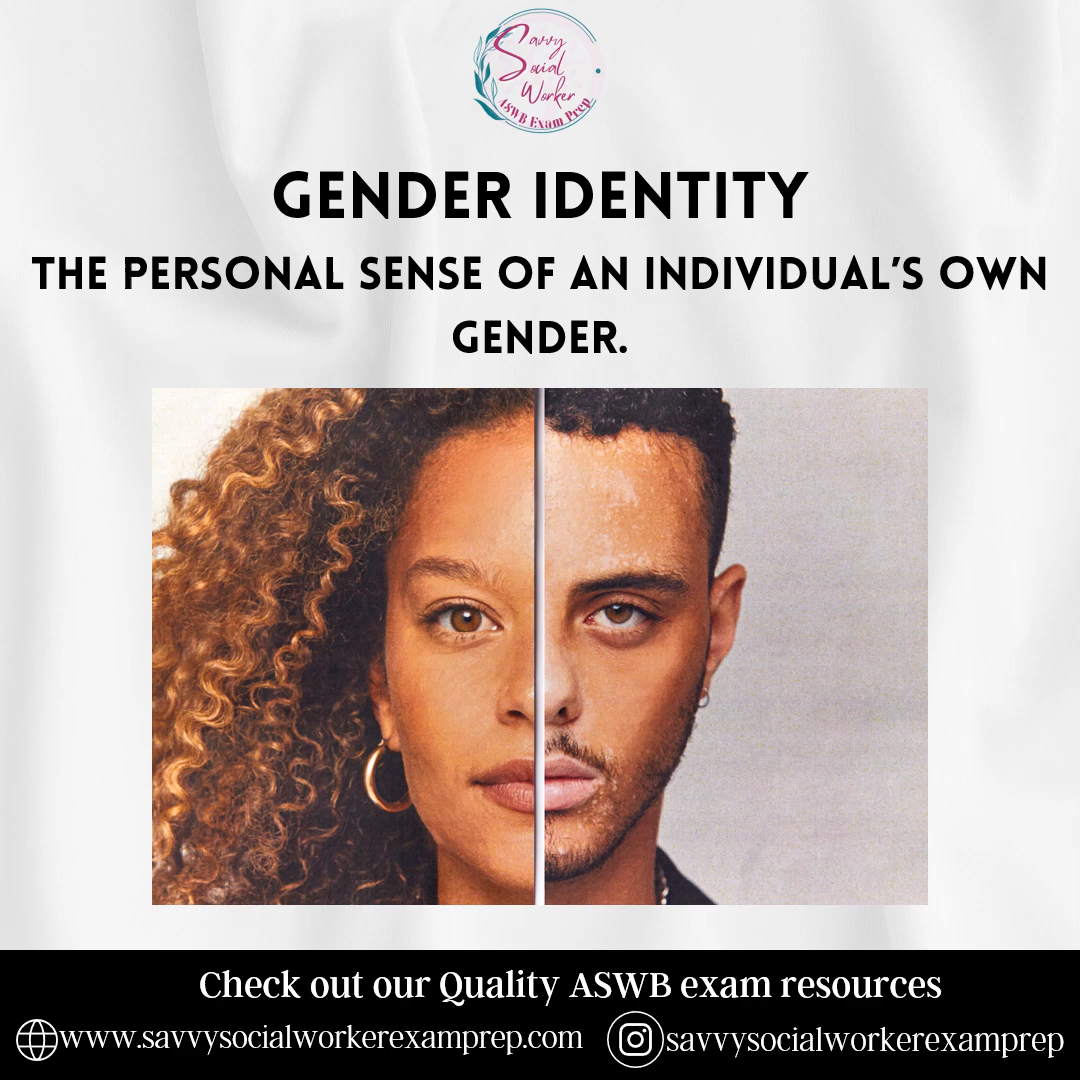 Savvy
Social
Worker
ASWB Exam Prep
GENDER IDENTITY
THE PERSONAL SENSE OF AN INDIVIDUAL'S OWN
GENDER.
Check out our Quality ASWB exam resources
www.savvysocialworkerexamprep.com
savvysocialworkerexamprep